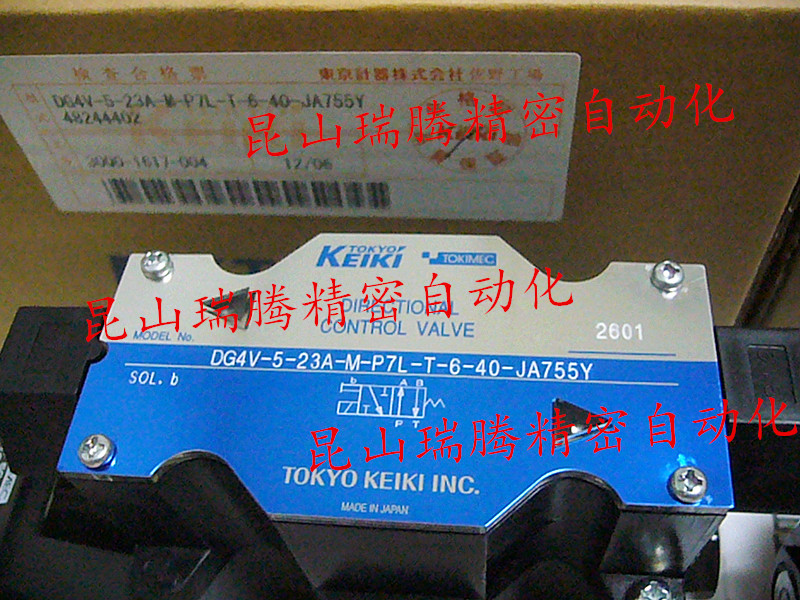 検査合格票 東京計器株式会社 佐野工場
DG4V-5-23A-M-P7L-T-6-40-JA755Y
48244402
3000-1617-004 12/06
昆山瑞腾精密自动化
TOKYO
KEIKI TOKIMEC
昆山瑞腾精密自动化
DIRECTIONAL
CONTROL VALVE
MODEL No. 2601
DG4V-5-23A-M-P7L-T-6-40-JA755Y
SOL. b
b A B
T P T
昆山瑞腾精密自动化
TOKYO KEIKI INC.
MADE IN JAPAN